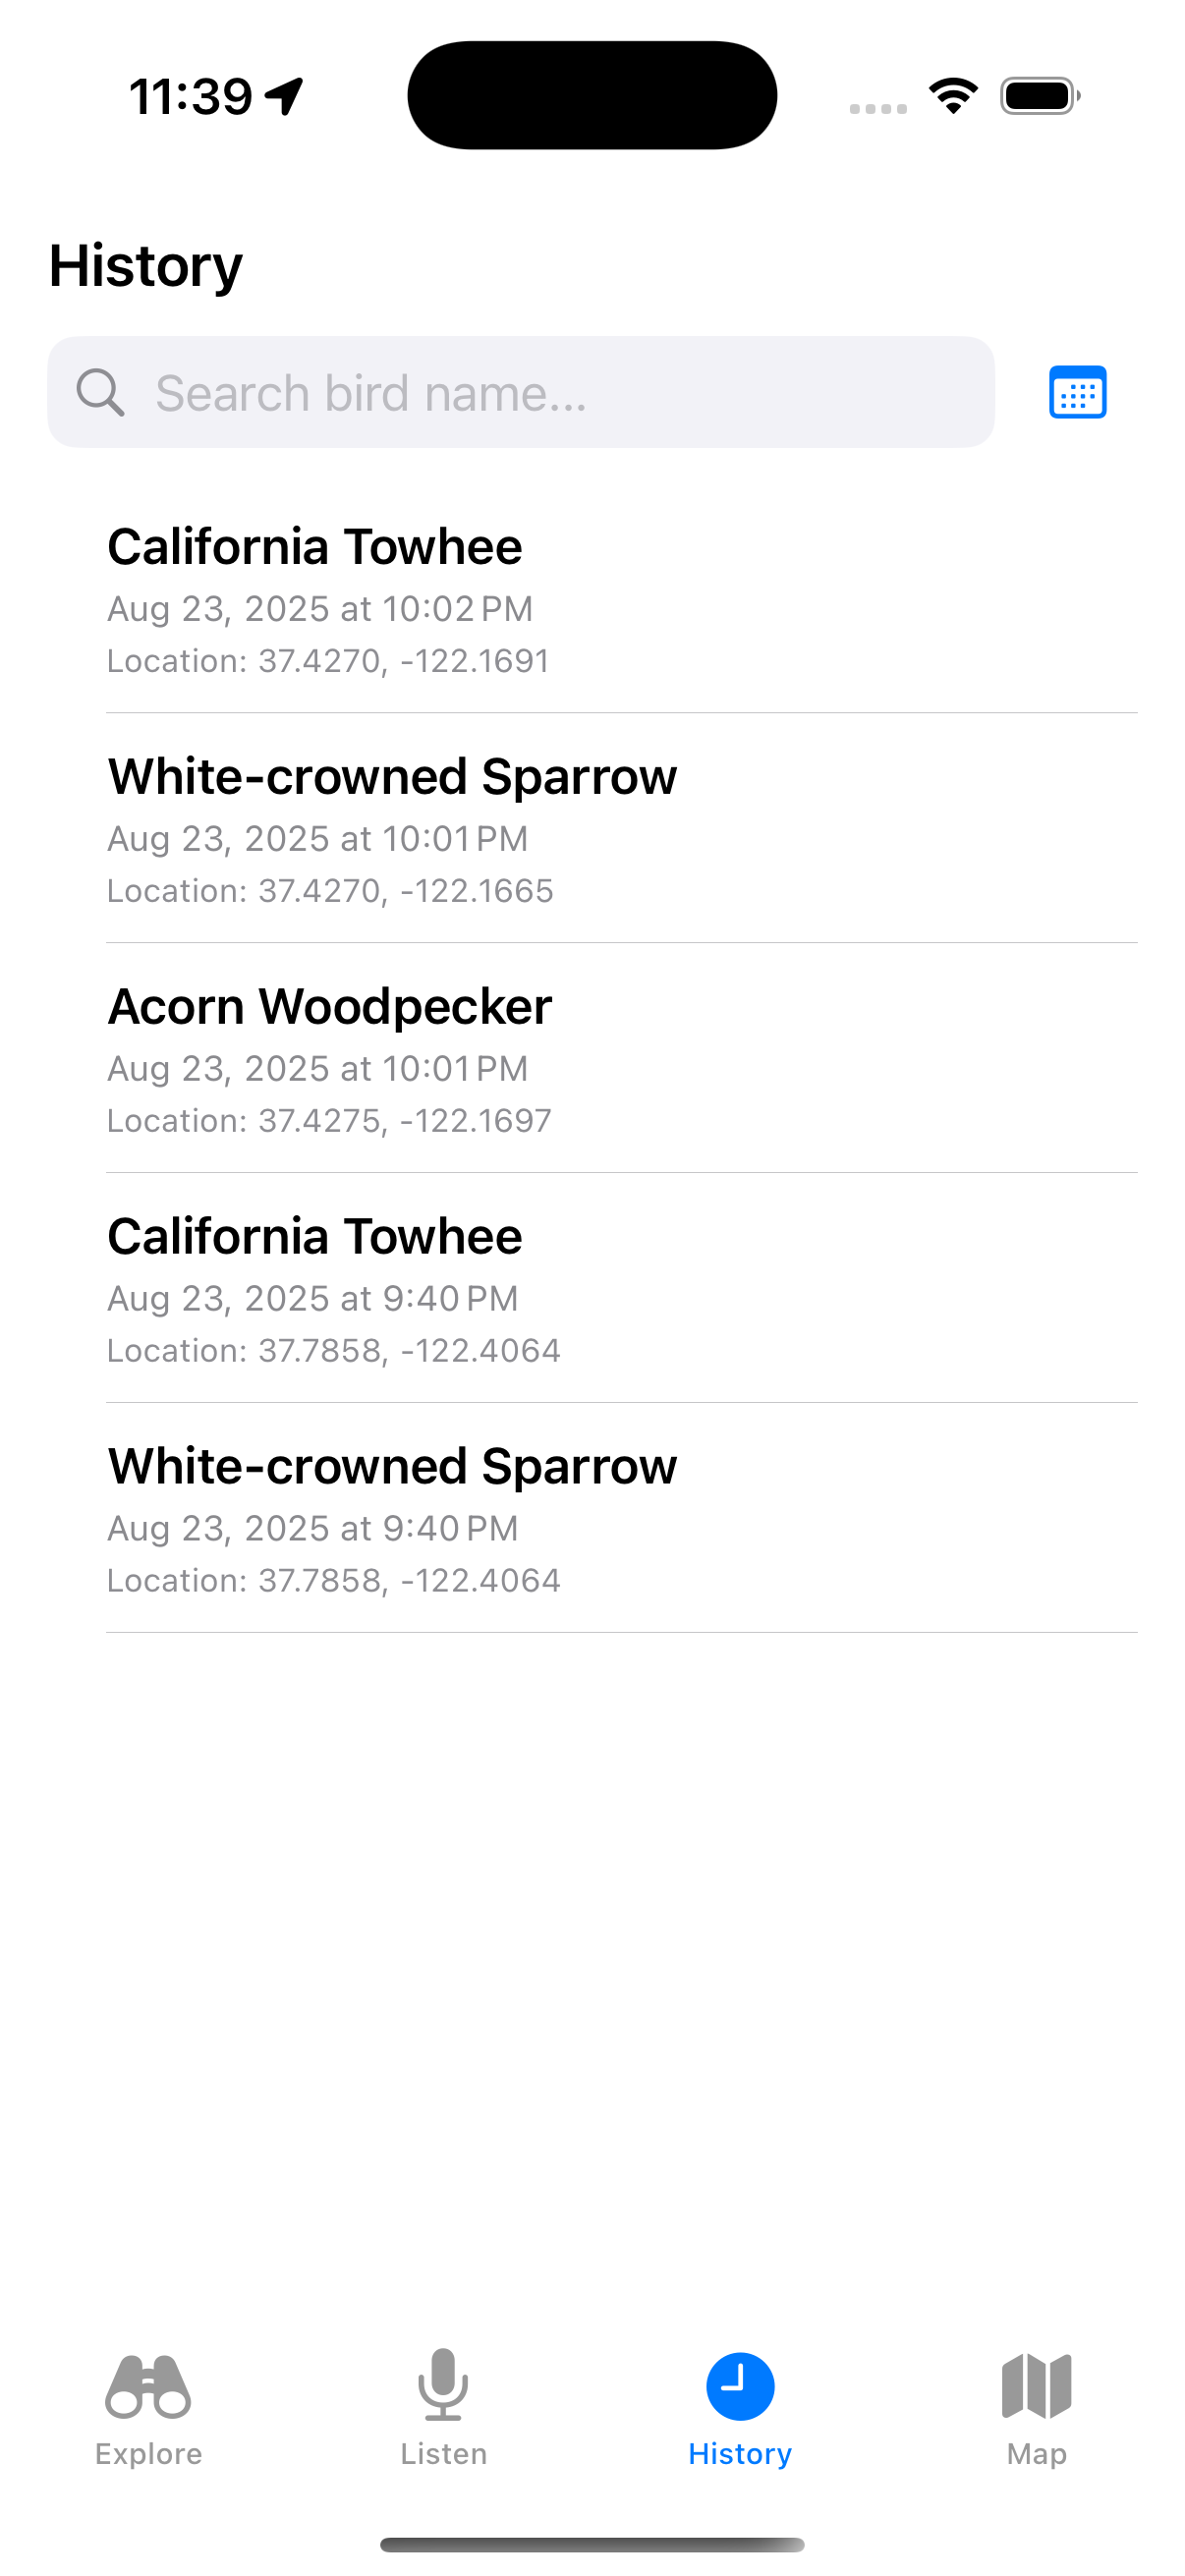 11:39
History
Search bird name...
California Towhee
Aug 23, 2025 at 10:02 PM
Location: 37.4270, -122.1691
White-crowned Sparrow
Aug 23, 2025 at 10:01 PM
Location: 37.4270, -122.1665
Acorn Woodpecker
Aug 23, 2025 at 10:01 PM
Location: 37.4275, -122.1697
California Towhee
Aug 23, 2025 at 9:40 PM
Location: 37.7858, -122.4064
White-crowned Sparrow
Aug 23, 2025 at 9:40 PM
Location: 37.7858, -122.4064
Explore
Listen
History
Map